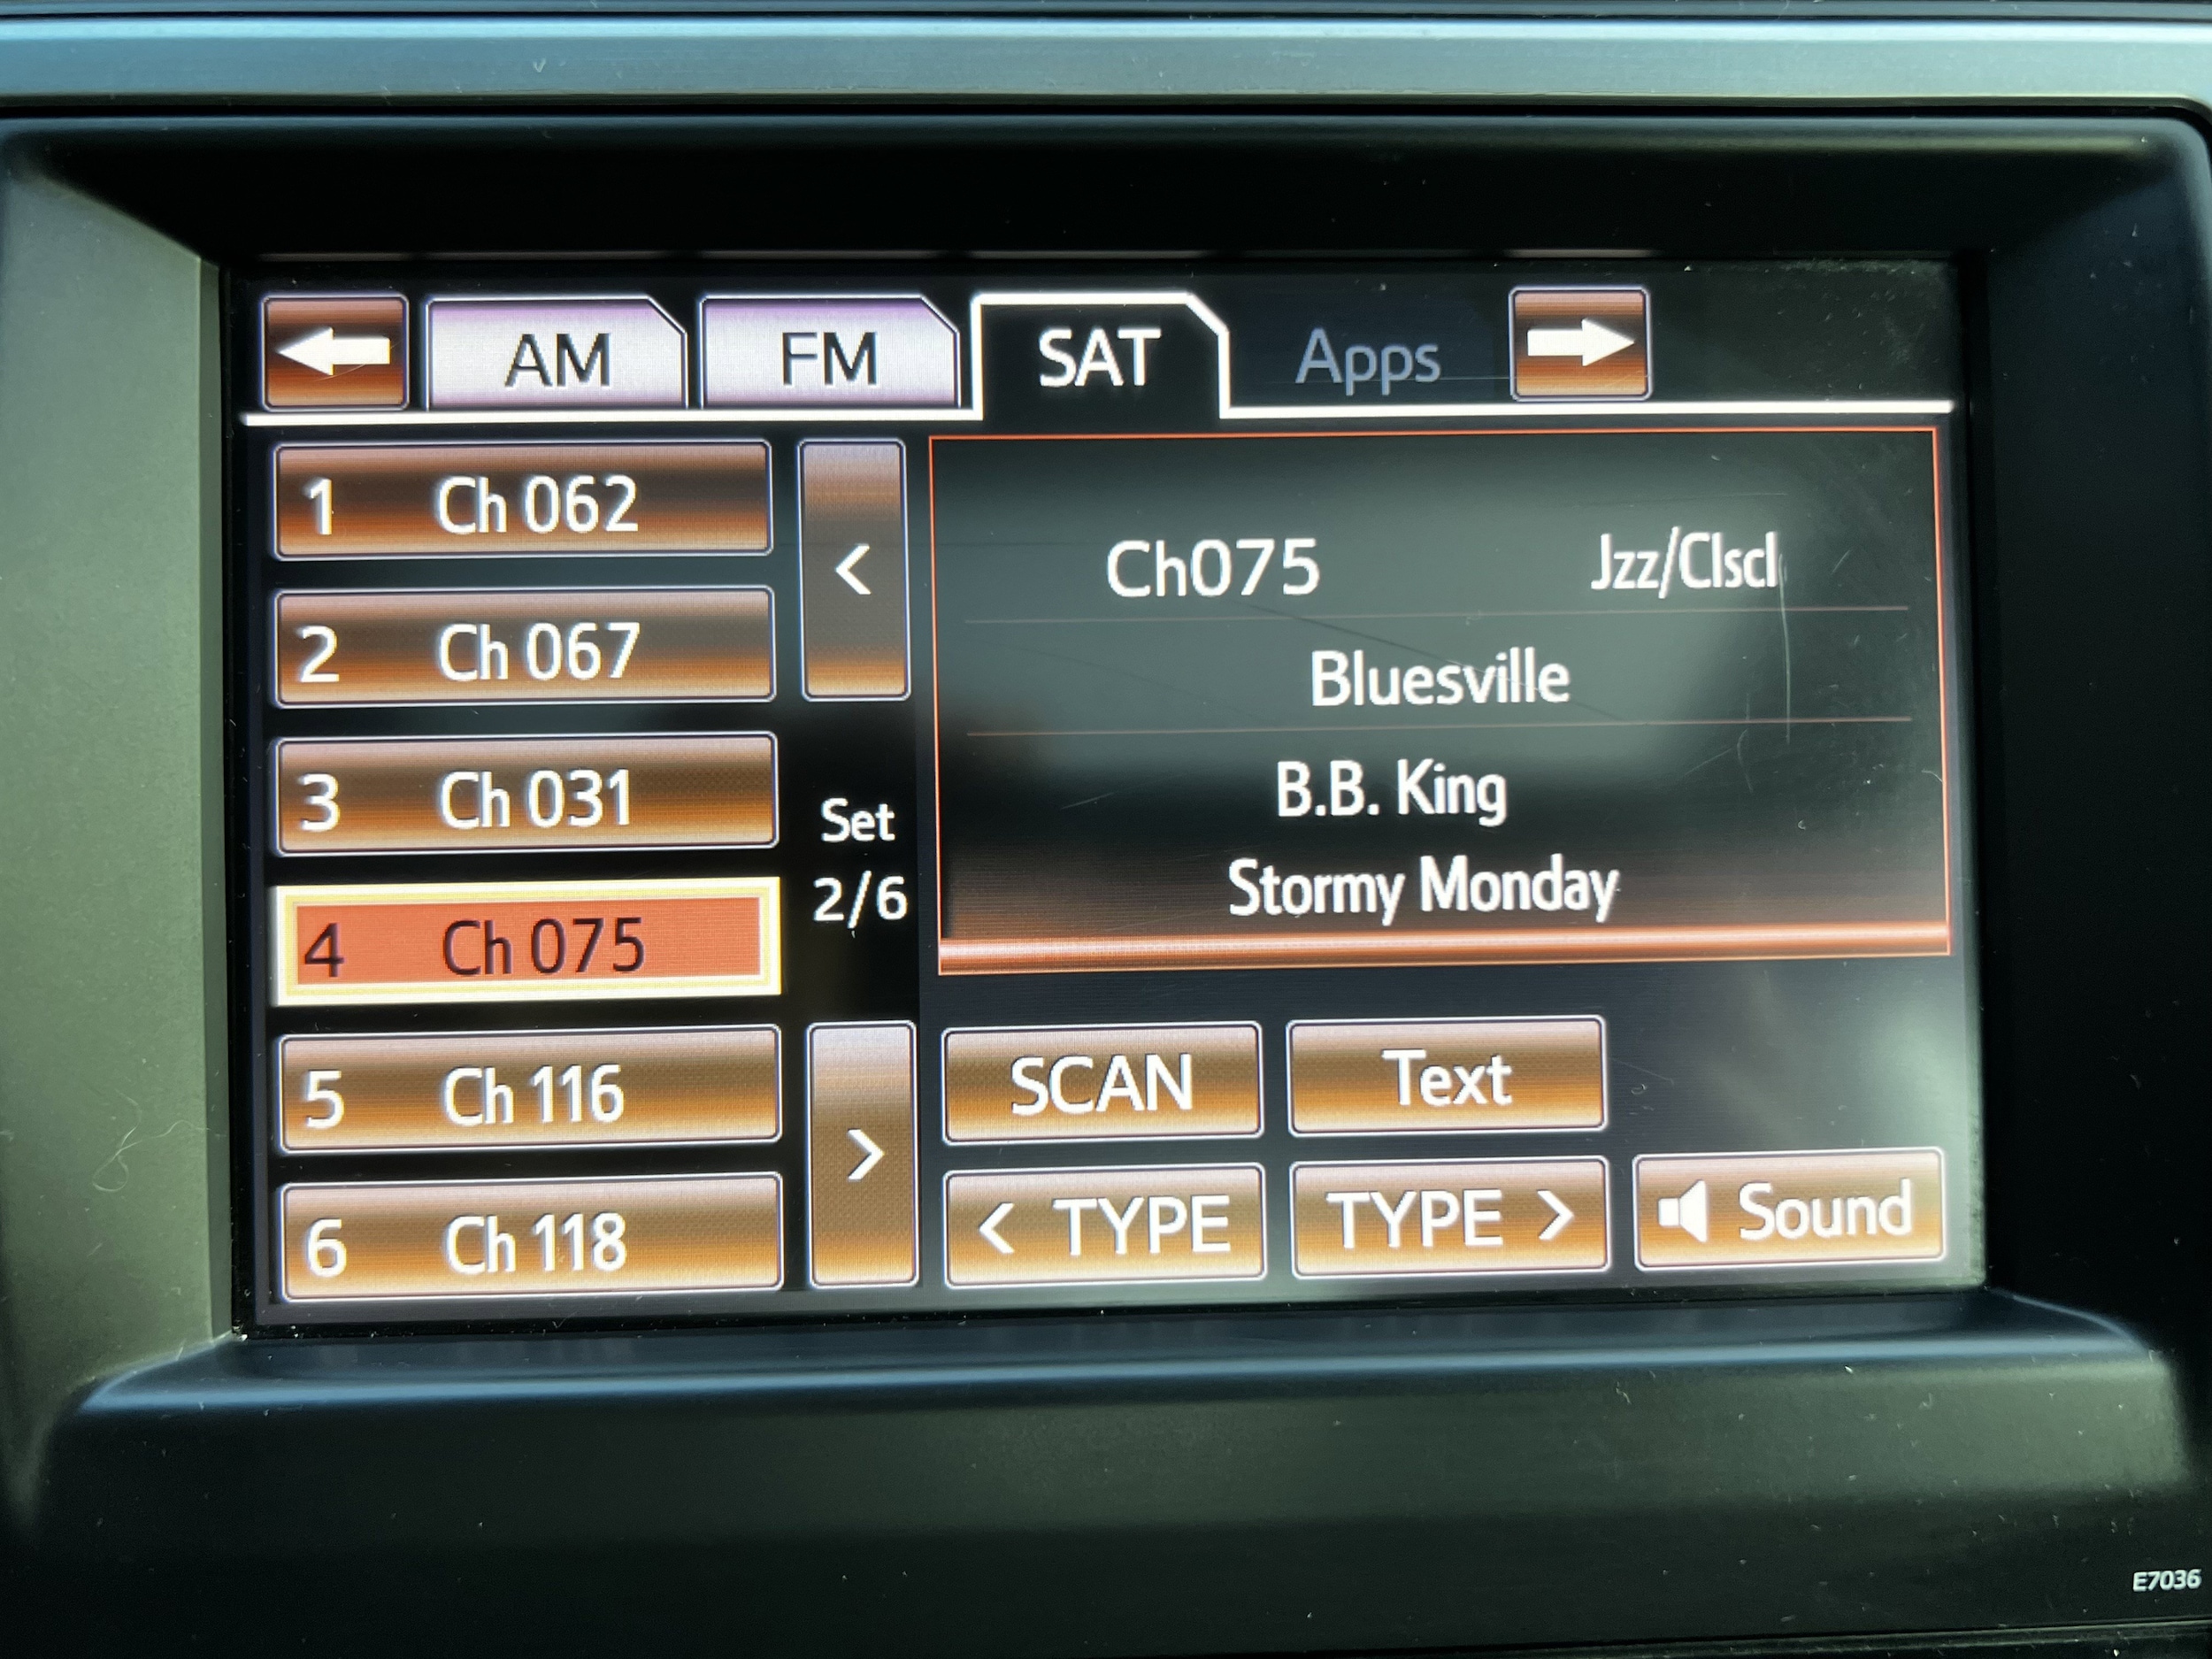 AM FM SAT Apps
1 Ch 062
2 Ch 067
3 Ch 031
4 Ch 075
5 Ch 116
6 Ch 118
<
Set
2/6
>
Ch075 Jzz/Clscl
Bluesville
B.B. King
Stormy Monday
SCAN Text
< TYPE TYPE > Sound
E7036